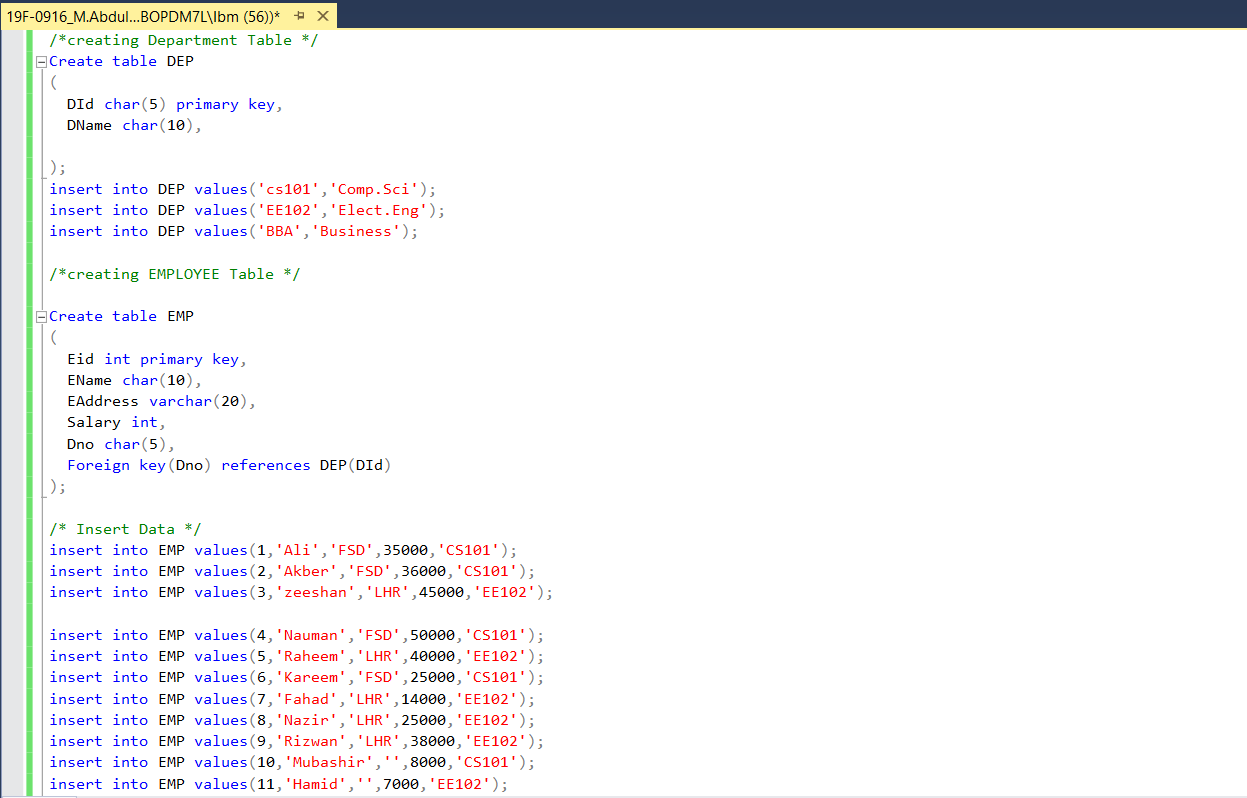 19F-0916_M.Abdul...BOPDM7L\Ibm (56))*
/*creating Department Table */
Create table DEP
(
DId char(5) primary key,
DName char(10),
);
insert into DEP values('cs101','Comp.Sci');
insert into DEP values('EE102','Elect.Eng');
insert into DEP values('BBA','Business');
/*creating EMPLOYEE Table */
Create table EMP
(
Eid int primary key,
EName char(10),
EAddress varchar(20),
Salary int,
Dno char(5),
Foreign key(Dno) references DEP(DId)
);
/* Insert Data */
insert into EMP values(1,'Ali','FSD',35000,'CS101');
insert into EMP values(2,'Akber','FSD',36000,'CS101');
insert into EMP values(3,'zeeshan','LHR',45000,'EE102');
insert into EMP values(4,'Nauman','FSD',50000,'CS101');
insert into EMP values(5,'Raheem','LHR',40000,'EE102');
insert into EMP values(6,'Kareem','FSD',25000,'CS101');
insert into EMP values(7,'Fahad','LHR',14000,'EE102');
insert into EMP values(8,'Nazir','LHR',25000,'EE102');
insert into EMP values(9,'Rizwan','LHR',38000,'EE102');
insert into EMP values(10,'Mubashir','',8000,'CS101');
insert into EMP values(11,'Hamid','',7000,'EE102');